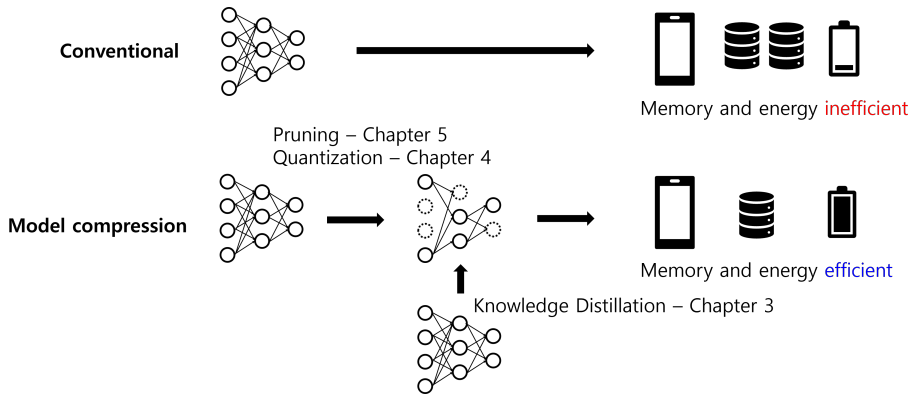 Conventional
Memory and energy inefficient
Pruning – Chapter 5
Quantization – Chapter 4
Model compression
Memory and energy efficient
Knowledge Distillation – Chapter 3